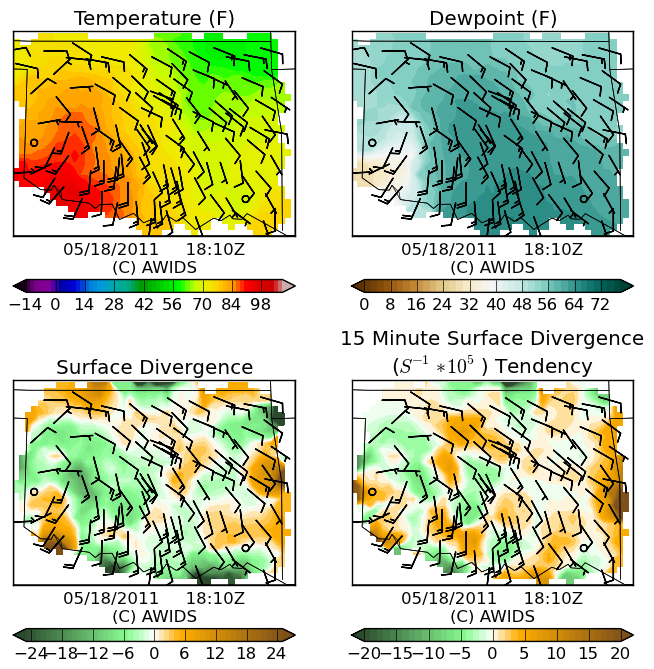 Temperature (F)
Dewpoint (F)
05/18/2011 18:10Z
(C) AWIDS
05/18/2011 18:10Z
(C) AWIDS
−14 0 14 28 42 56 70 84 98
0 8 16 24 32 40 48 56 64 72
Surface Divergence
15 Minute Surface Divergence
(S⁻¹ *10⁵ ) Tendency
05/18/2011 18:10Z
(C) AWIDS
05/18/2011 18:10Z
(C) AWIDS
−24 −18 −12 −6 0 6 12 18 24
−20 −15 −10 −5 0 5 10 15 20